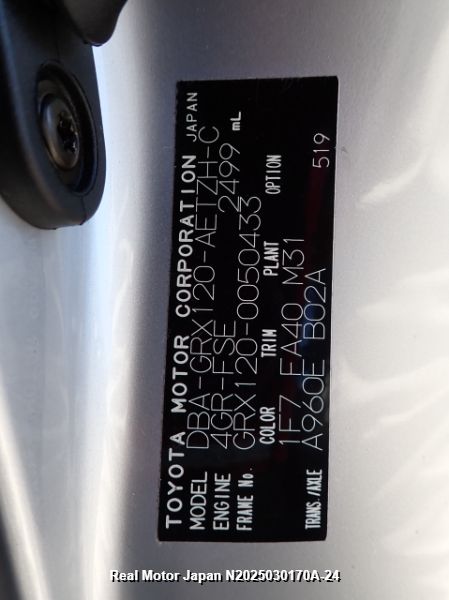 TOYOTA MOTOR CORPORATION JAPAN
MODEL DBA-GRX120-AETZH-C
ENGINE 4GR-FSE 2499 mL
FRAME No. GRX120-0050433
COLOR TRIM PLANT OPTION
1F7 FA40 M31
TRANS./AXLE A960E B02A 519
Real Motor Japan N2025030170A-24